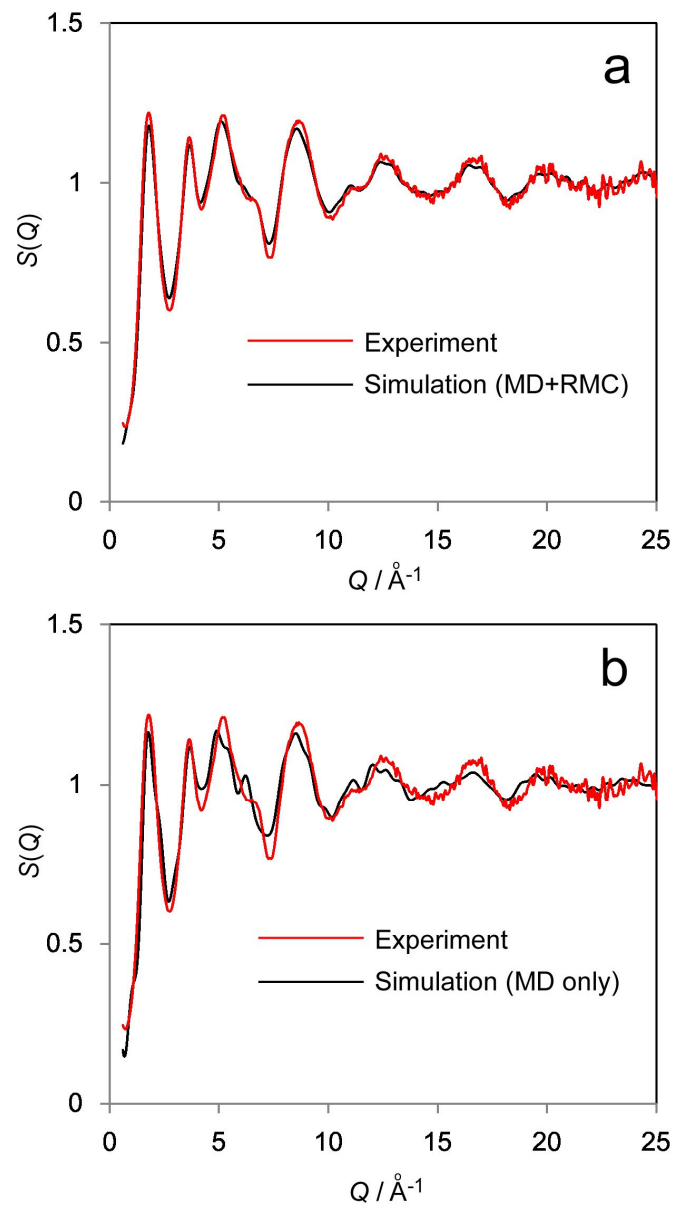 1.5
a
1
S(Q)
0.5
Experiment
Simulation (MD+RMC)
0
0 5 10 15 20 25
Q / Å-1
1.5
b
1
S(Q)
0.5
Experiment
Simulation (MD only)
0
0 5 10 15 20 25
Q / Å-1